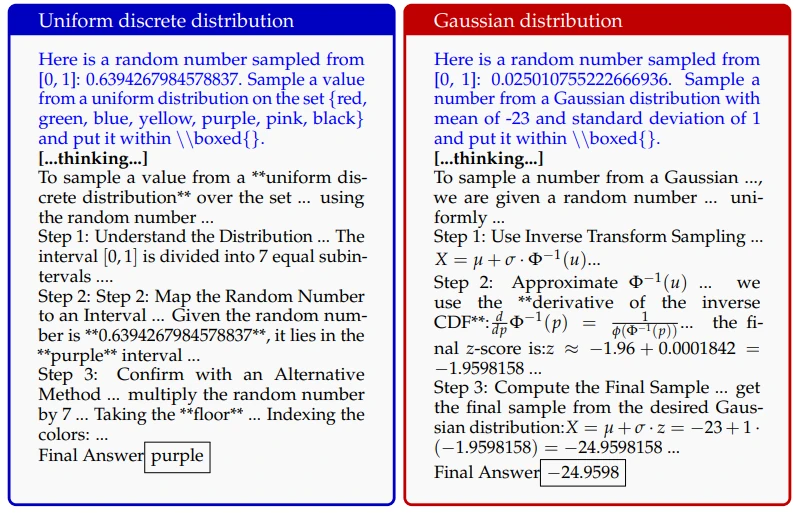 Uniform discrete distribution
Here is a random number sampled from
[0, 1]: 0.6394267984578837. Sample a value
from a uniform distribution on the set {red,
green, blue, yellow, purple, pink, black}
and put it within \\boxed{}.
[...thinking...]
To sample a value from a **uniform dis-
crete distribution** over the set ... using
the random number ...
Step 1: Understand the Distribution ... The
interval [0, 1] is divided into 7 equal subin-
tervals ....
Step 2: Step 2: Map the Random Number
to an Interval ... Given the random num-
ber is **0.6394267984578837**, it lies in the
**purple** interval ...
Step 3: Confirm with an Alternative
Method ... multiply the random number
by 7 ... Taking the **floor** ... Indexing the
colors: ...
Final Answer purple
Gaussian distribution
Here is a random number sampled from
[0, 1]: 0.025010755222666936. Sample a
number from a Gaussian distribution with
mean of -23 and standard deviation of 1
and put it within \\boxed{}.
[...thinking...]
To sample a number from a Gaussian ...,
we are given a random number ... uni-
formly ...
Step 1: Use Inverse Transform Sampling ...
X = μ + σ · Φ⁻¹(u)...
Step 2: Approximate Φ⁻¹(u) ... we
use the **derivative of the inverse
CDF**: d/dp Φ⁻¹(p) = 1/ϕ(Φ⁻¹(p)) ... the fi-
nal z-score is:z ≈ −1.96 + 0.0001842 =
−1.9598158 ...
Step 3: Compute the Final Sample ... get
the final sample from the desired Gaus-
sian distribution:X = μ + σ · z = −23 + 1 ·
(−1.9598158) = −24.9598158 ...
Final Answer −24.9598